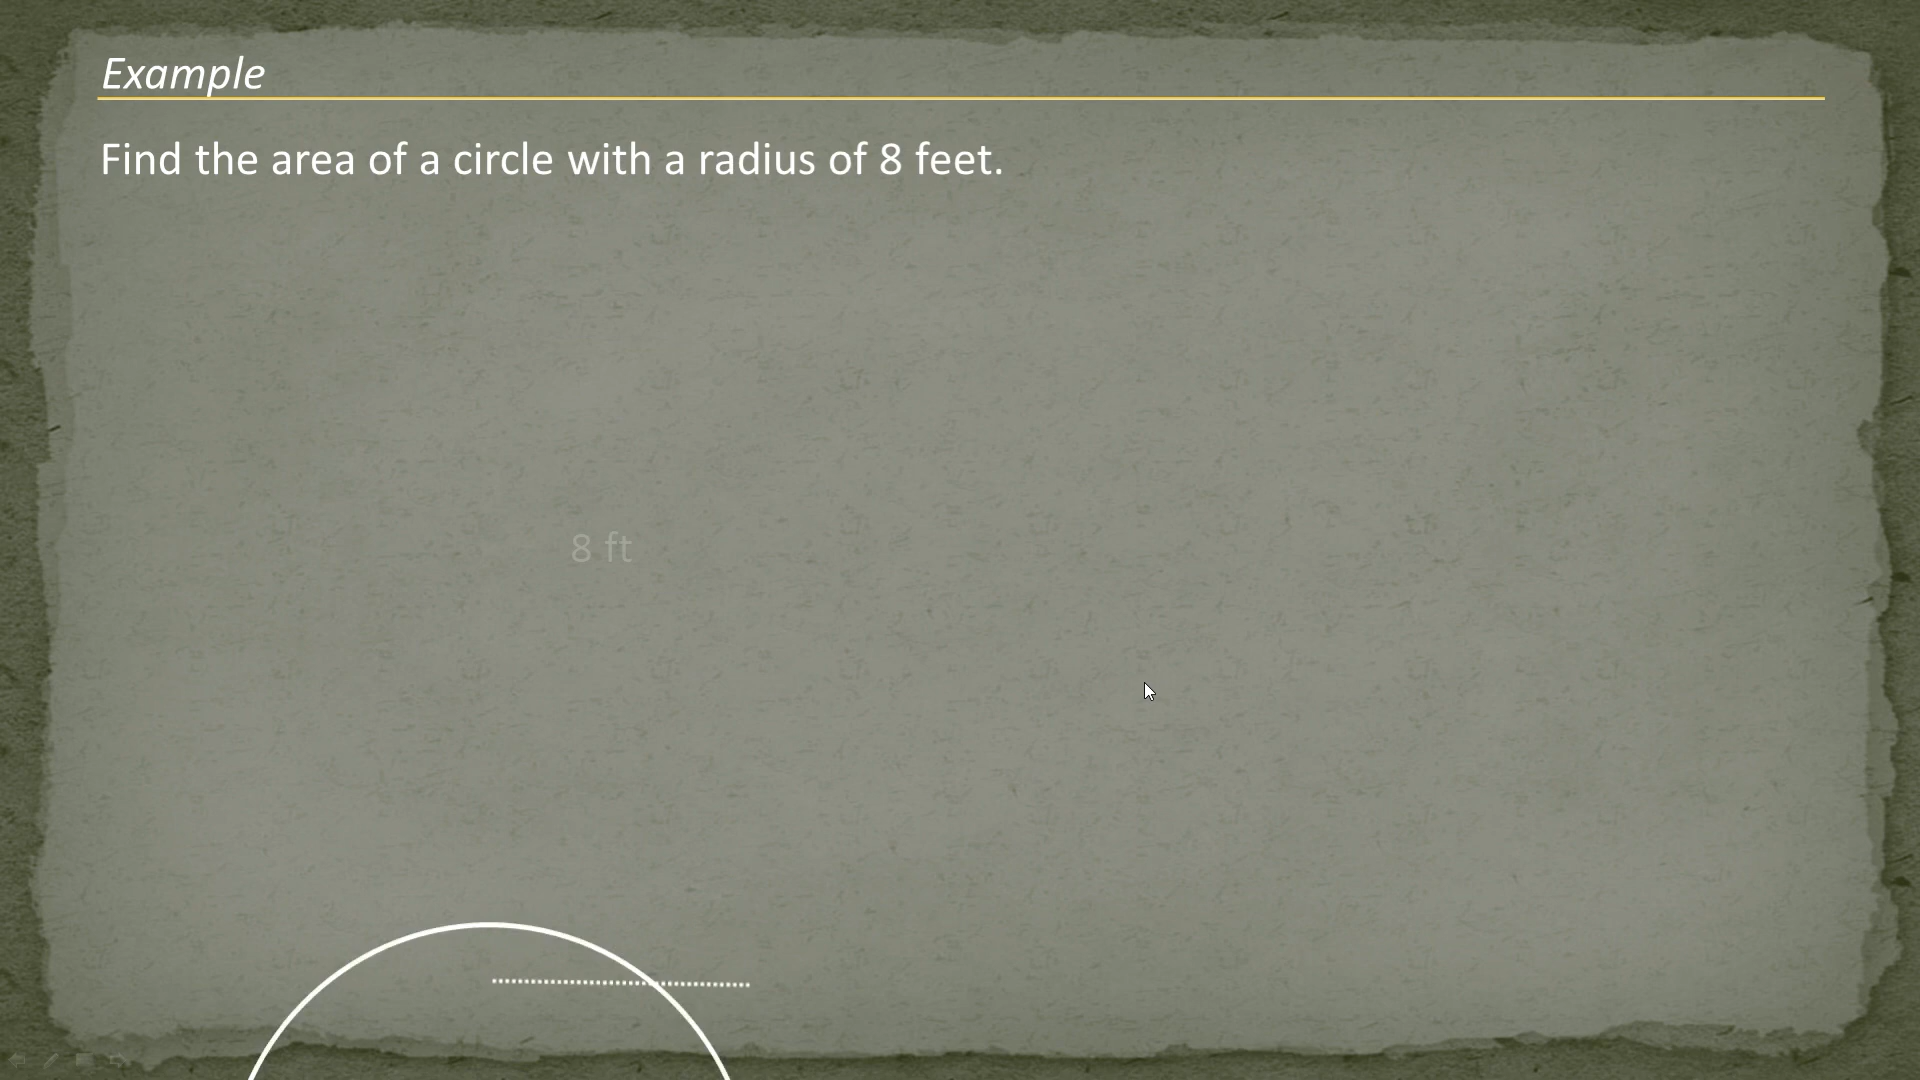 Example
Find the area of a circle with a radius of 8 feet.
8 ft